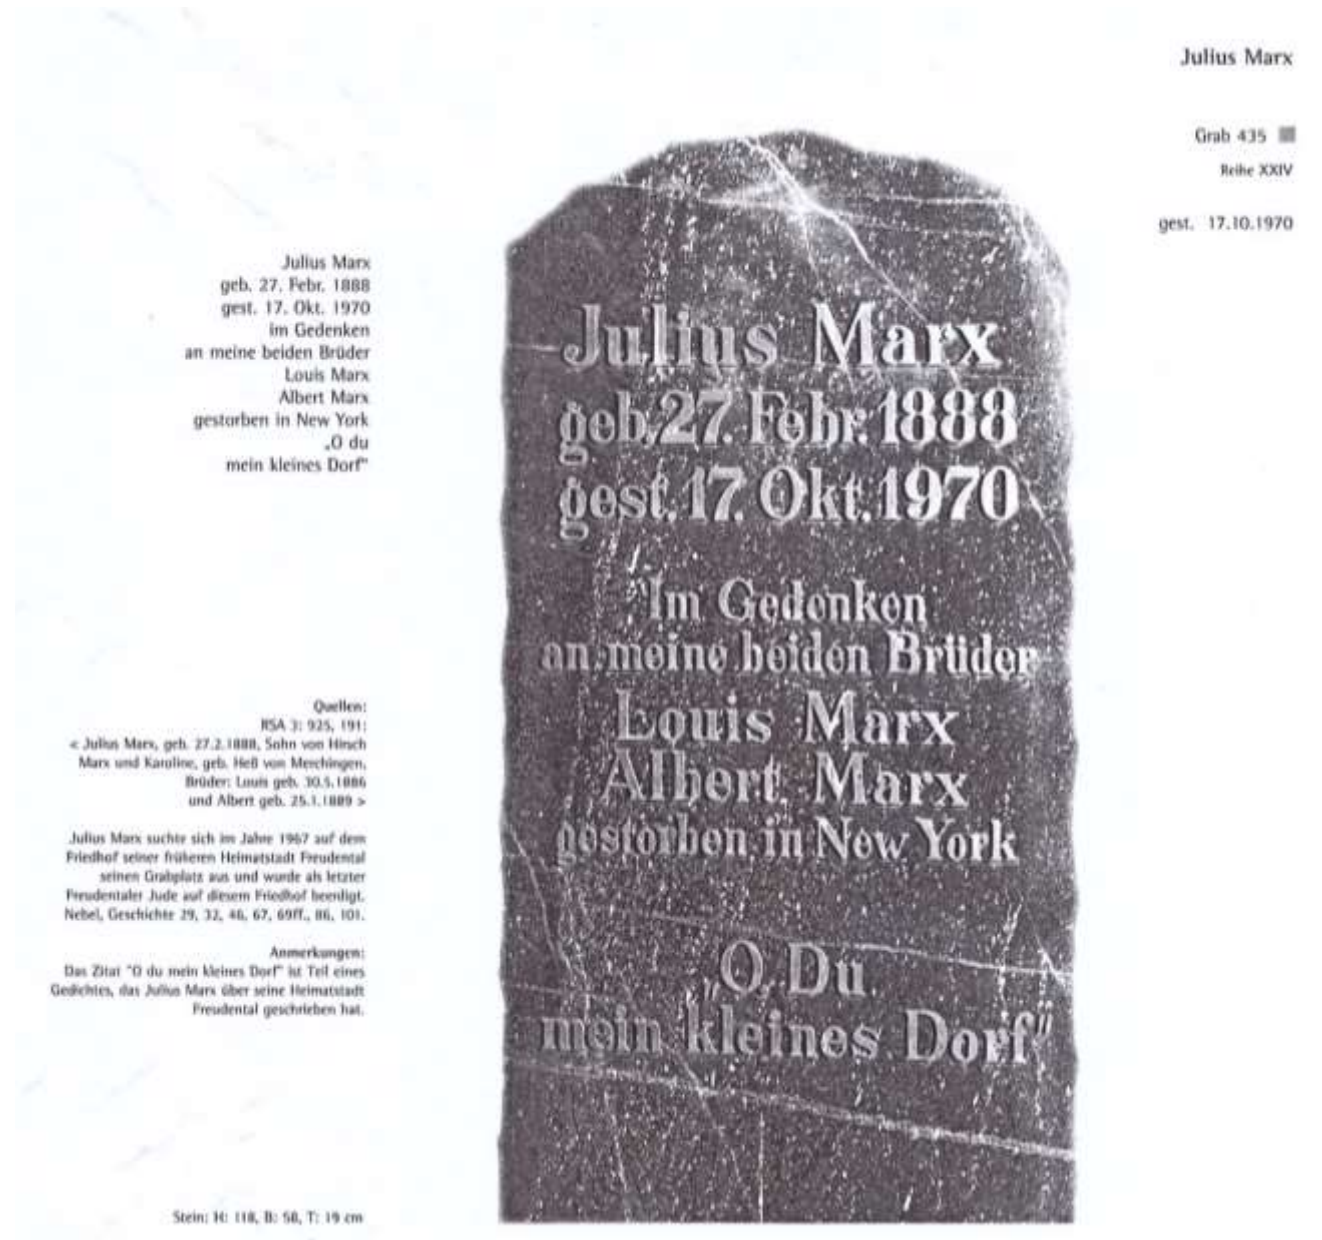 Julius Marx
Grab 435
Reihe XXIV
gest. 17.10.1970
Julius Marx
geb. 27. Febr. 1888
gest. 17. Okt. 1970
im Gedenken
an meine beiden Brüder
Louis Marx
Albert Marx
gestorben in New York
„O du
mein kleines Dorf"
Quellen:
RSA 3: 925, 191:
< Julius Marx, geb. 27.2.1888, Sohn von Hirsch
Marx und Karoline, geb. Heß von Merchingen,
Brüder: Louis geb. 30.5.1886
und Albert geb. 25.1.1889 >
Julius Marx suchte sich im Jahre 1967 auf dem
Friedhof seiner früheren Heimatstadt Freudental
seinen Grabplatz aus und wurde als letzter
Freudentaler Jude auf diesem Friedhof beerdigt.
Nebel, Geschichte 29, 32, 46, 67, 69ff., 86, 101.
Anmerkungen:
Das Zitat "O du mein kleines Dorf" ist Teil eines
Gedichtes, das Julius Marx über seine Heimatstadt
Freudental geschrieben hat.
Stein: H: 118, B: 58, T: 19 cm
Julius Marx
geb. 27. Febr. 1888
gest. 17. Okt. 1970
Im Gedenken
an meine beiden Brüder
Louis Marx
Albert Marx
gestorben in New York
„O, Du
mein kleines Dorf"